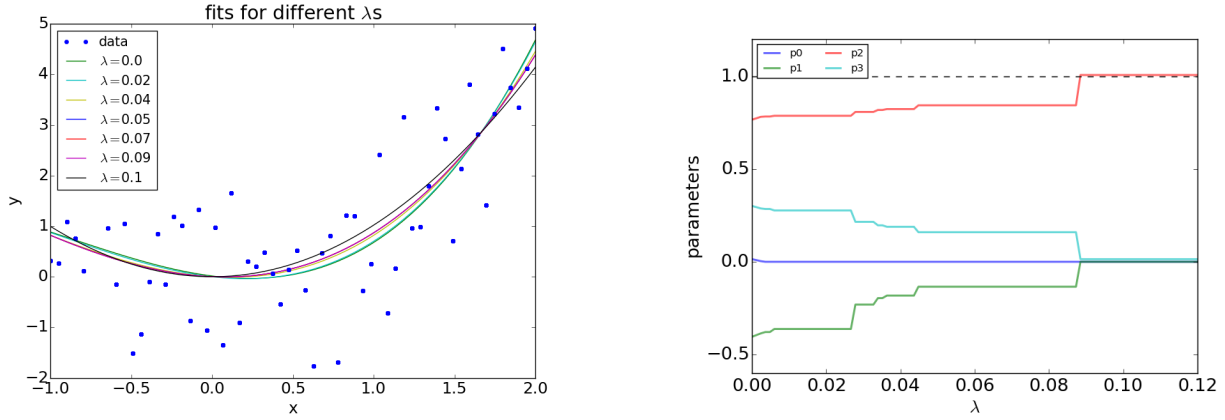 fits for different λs
5
4
3
2
1
0
−1
−2
y
data
λ=0.0
λ=0.02
λ=0.04
λ=0.05
λ=0.07
λ=0.09
λ=0.1
−1.0 −0.5 0.0 0.5 1.0 1.5 2.0
x
p0 p2
p1 p3
1.0
0.5
0.0
−0.5
parameters
0.00 0.02 0.04 0.06 0.08 0.10 0.12
λ